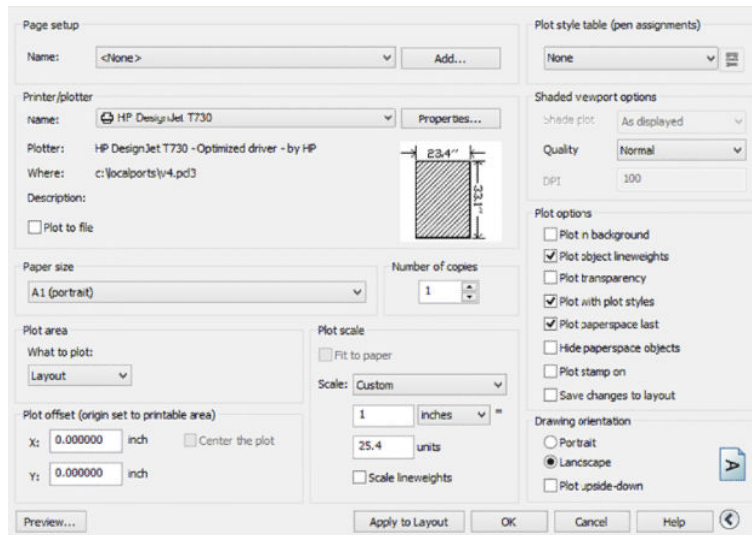 Page setup
Name: <None> Add...
Printer/plotter
Name: HP DesignJet T730 Properties...
Plotter: HP DesignJet T730 - Optimized driver - by HP
Where: c:\localports\v4.pcl3
Description:
Plot to file
23.4"
33.1"
Paper size
A1 (portrait)
Number of copies
1
Plot area
What to plot:
Layout
Plot offset (origin set to printable area)
X: 0.000000 inch Center the plot
Y: 0.000000 inch
Plot scale
Fit to paper
Scale: Custom
1 inches =
25.4 units
Scale lineweights
Plot style table (pen assignments)
None
Shaded viewport options
Shade plot As displayed
Quality Normal
DPI 100
Plot options
Plot in background
Plot object lineweights
Plot transparency
Plot with plot styles
Plot paperspace last
Hide paperspace objects
Plot stamp on
Save changes to layout
Drawing orientation
Portrait
Landscape
Plot upside-down
A
Preview... Apply to Layout OK Cancel Help